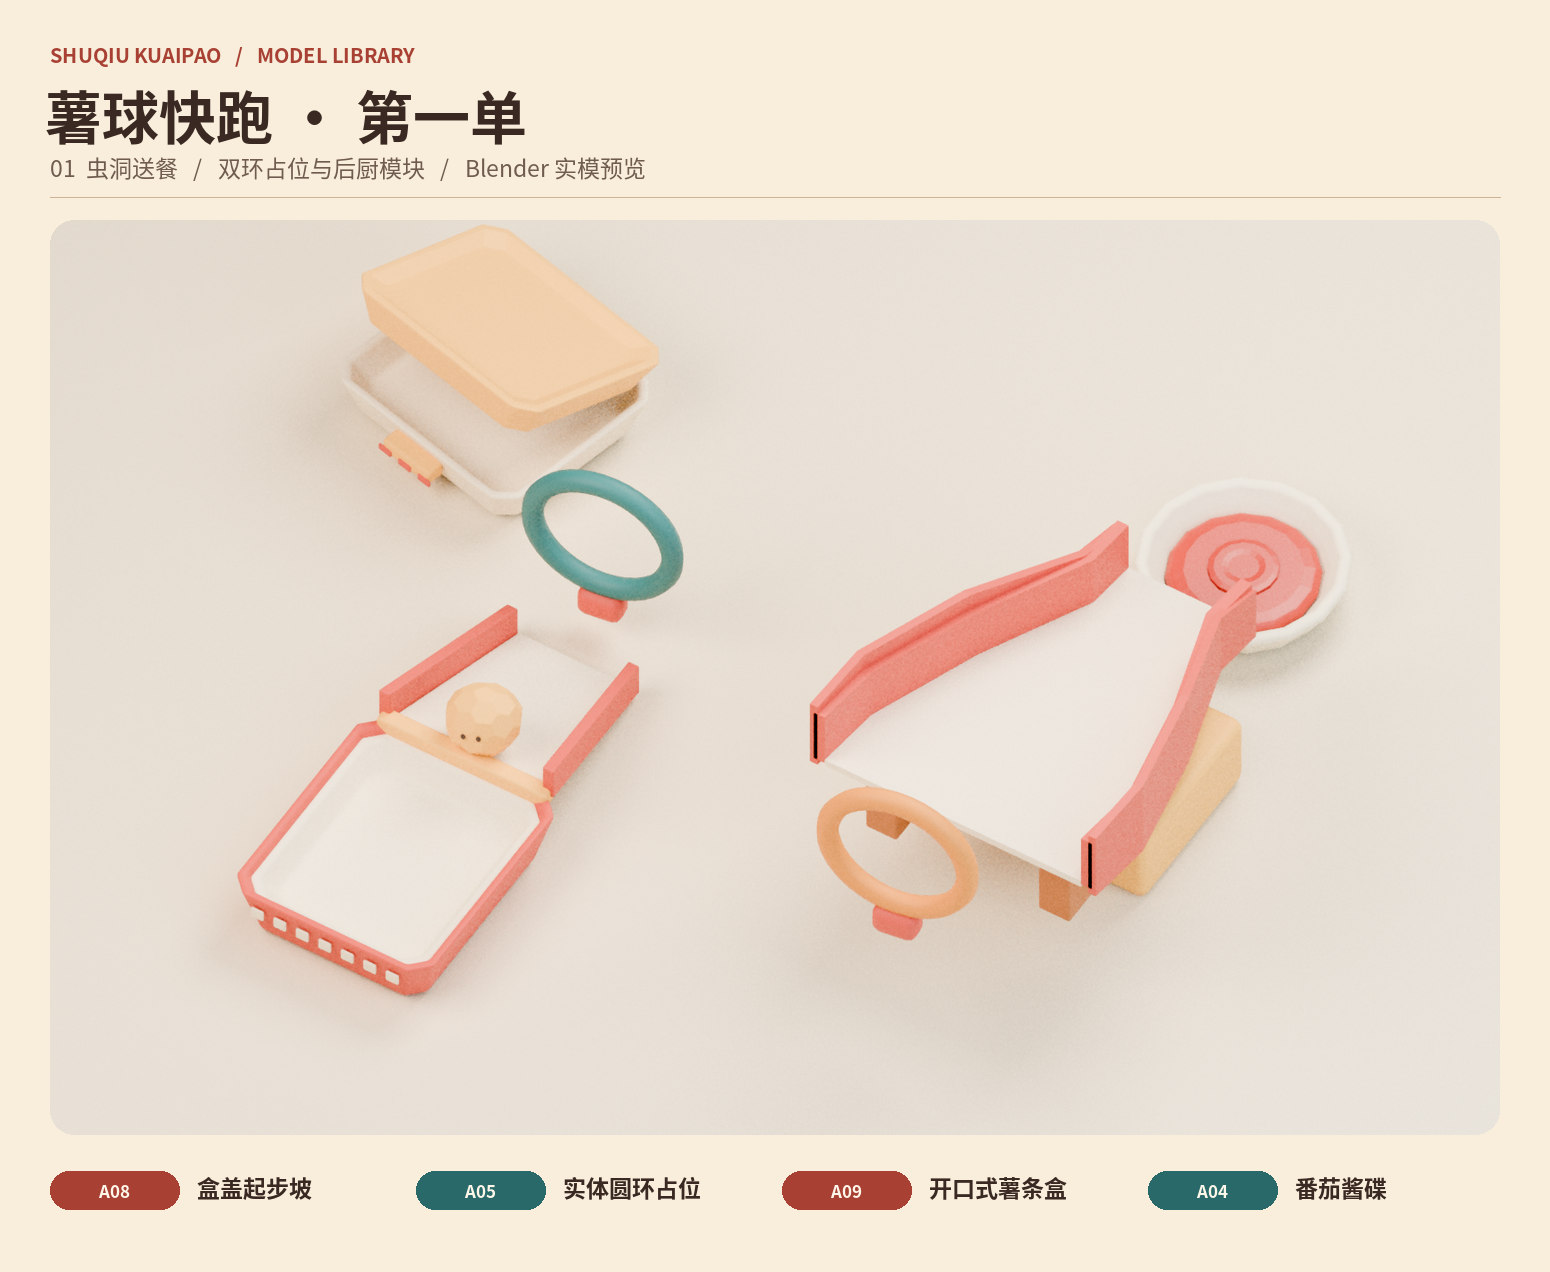 SHUQIU KUAIPAO / MODEL LIBRARY
薯球快跑 · 第一单
01 虫洞送餐 / 双环占位与后厨模块 / Blender 实模预览
A08 盒盖起步坡
A05 实体圆环占位
A09 开口式薯条盒
A04 番茄酱碟